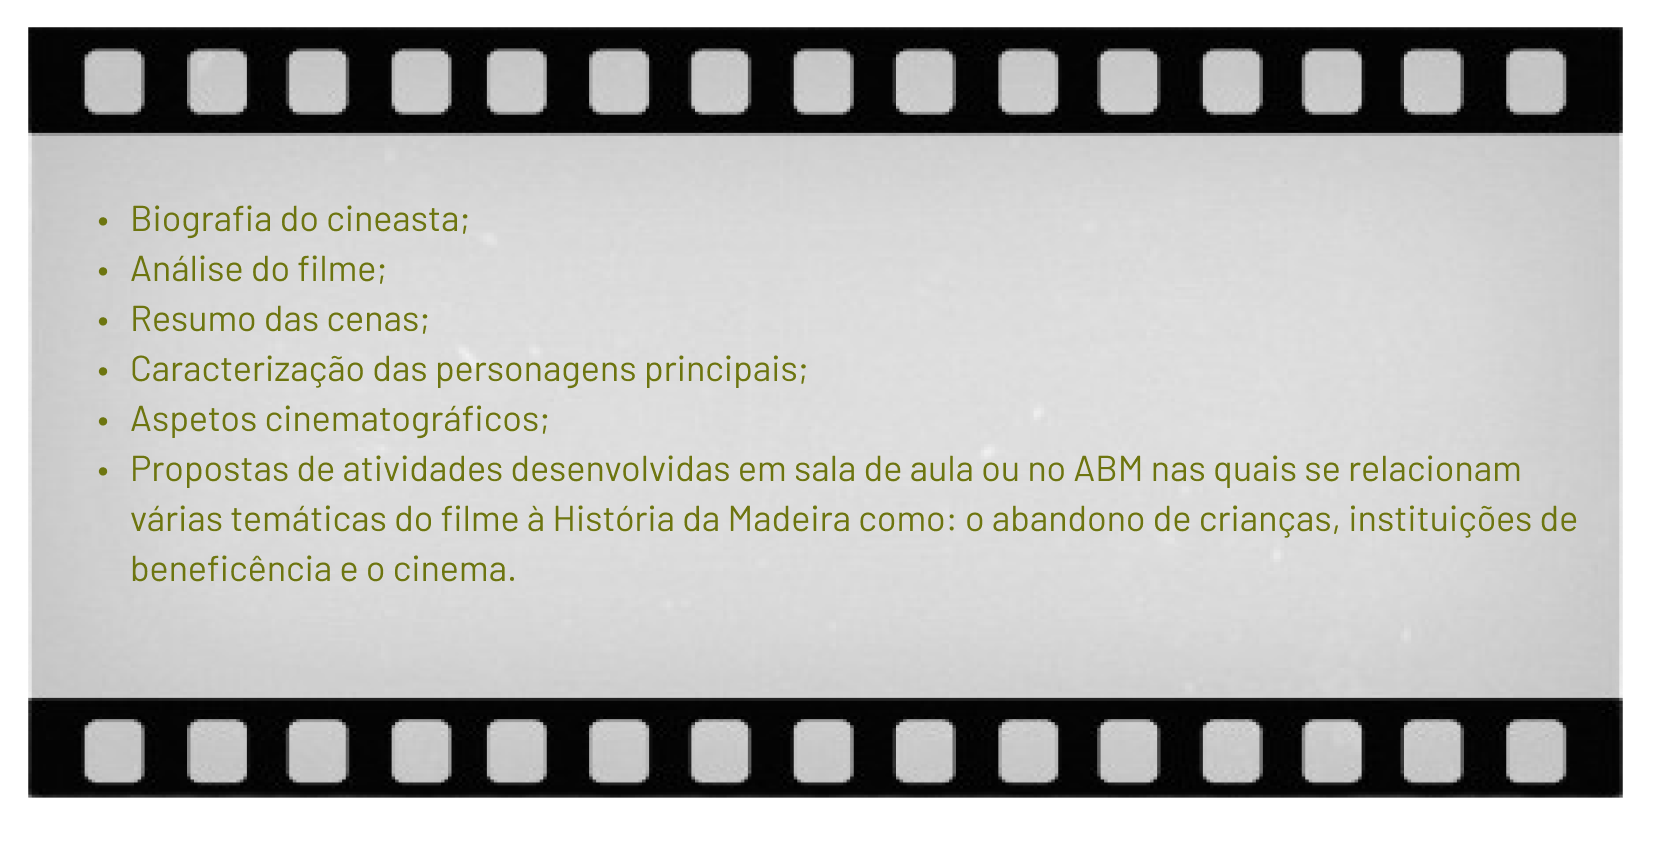 • Biografia do cineasta;
• Análise do filme;
• Resumo das cenas;
• Caracterização das personagens principais;
• Aspetos cinematográficos;
• Propostas de atividades desenvolvidas em sala de aula ou no ABM nas quais se relacionam
várias temáticas do filme à História da Madeira como: o abandono de crianças, instituições de
beneficência e o cinema.